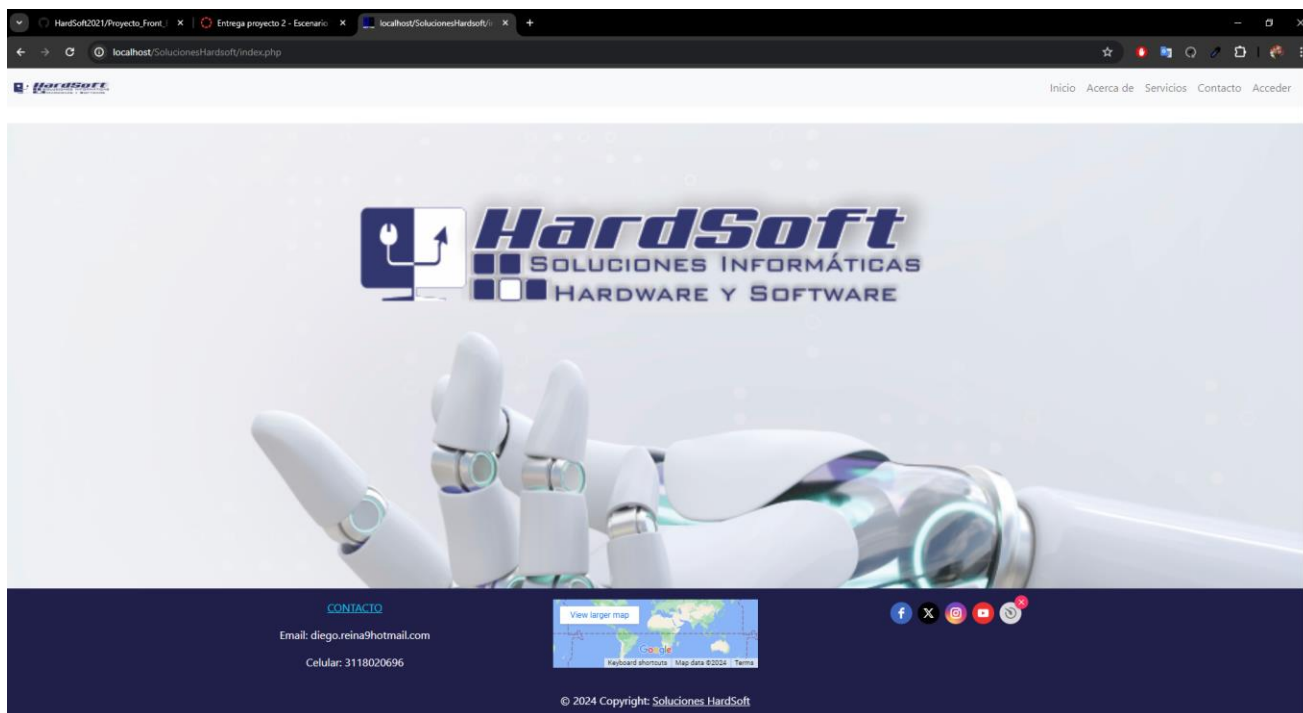 HardSoft2021/Proyecto_Front_
Entrega proyecto 2 - Escenario
localhost/SolucionesHardsoft/i
localhost/SolucionesHardsoft/index.php
HardSoft
Inicio Acerca de Servicios Contacto Acceder
HardSoft
SOLUCIONES INFORMÁTICAS
HARDWARE Y SOFTWARE
CONTACTO
Email: diego.reina9hotmail.com
Celular: 3118020696
View larger map
Google
Keyboard shortcuts Map data ©2024 Terms
© 2024 Copyright: Soluciones HardSoft